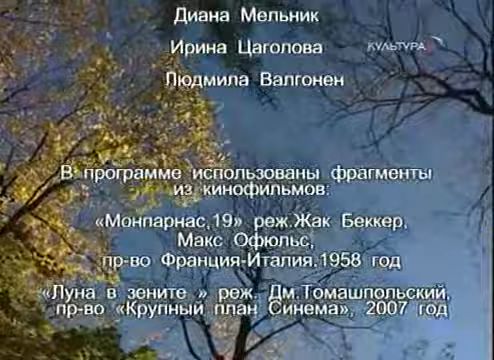 Диана Мельник
Ирина Цаголова
КУЛЬТУРА
Людмила Валгонен
В программе использованы фрагменты
из кинофильмов:
«Монпарнас,19» реж.Жак Беккер,
Макс Офюльс,
пр-во Франция-Италия,1958 год
«Луна в зените » реж. Дм.Томашпольский,
пр-во «Крупный план Синема», 2007 год